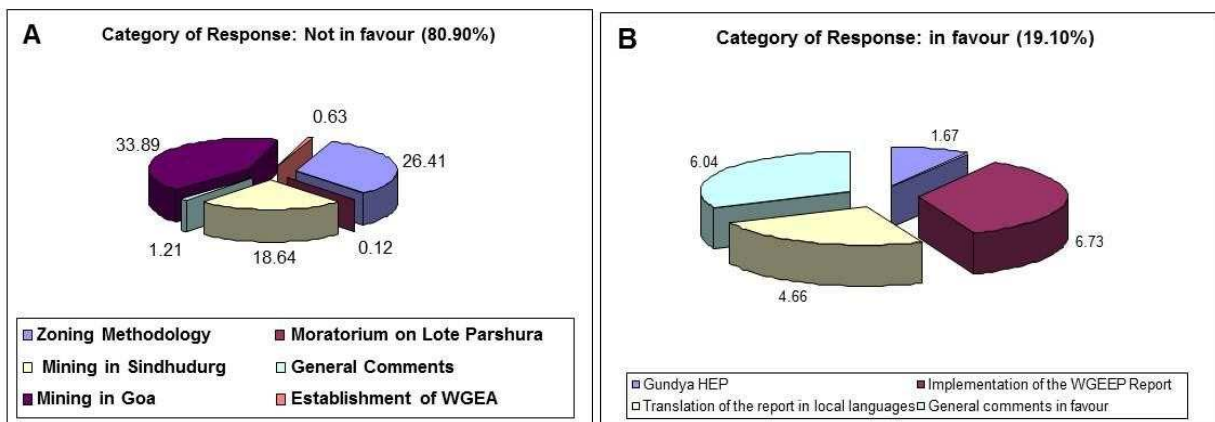 A
Category of Response: Not in favour (80.90%)
0.63
33.89
26.41
1.21
18.64
0.12
Zoning Methodology
Moratorium on Lote Parshura
Mining in Sindhudurg
General Comments
Mining in Goa
Establishment of WGEA
B
Category of Response: in favour (19.10%)
1.67
6.04
6.73
4.66
Gundya HEP
Implementation of the WGEEP Report
Translation of the report in local languages
General comments in favour